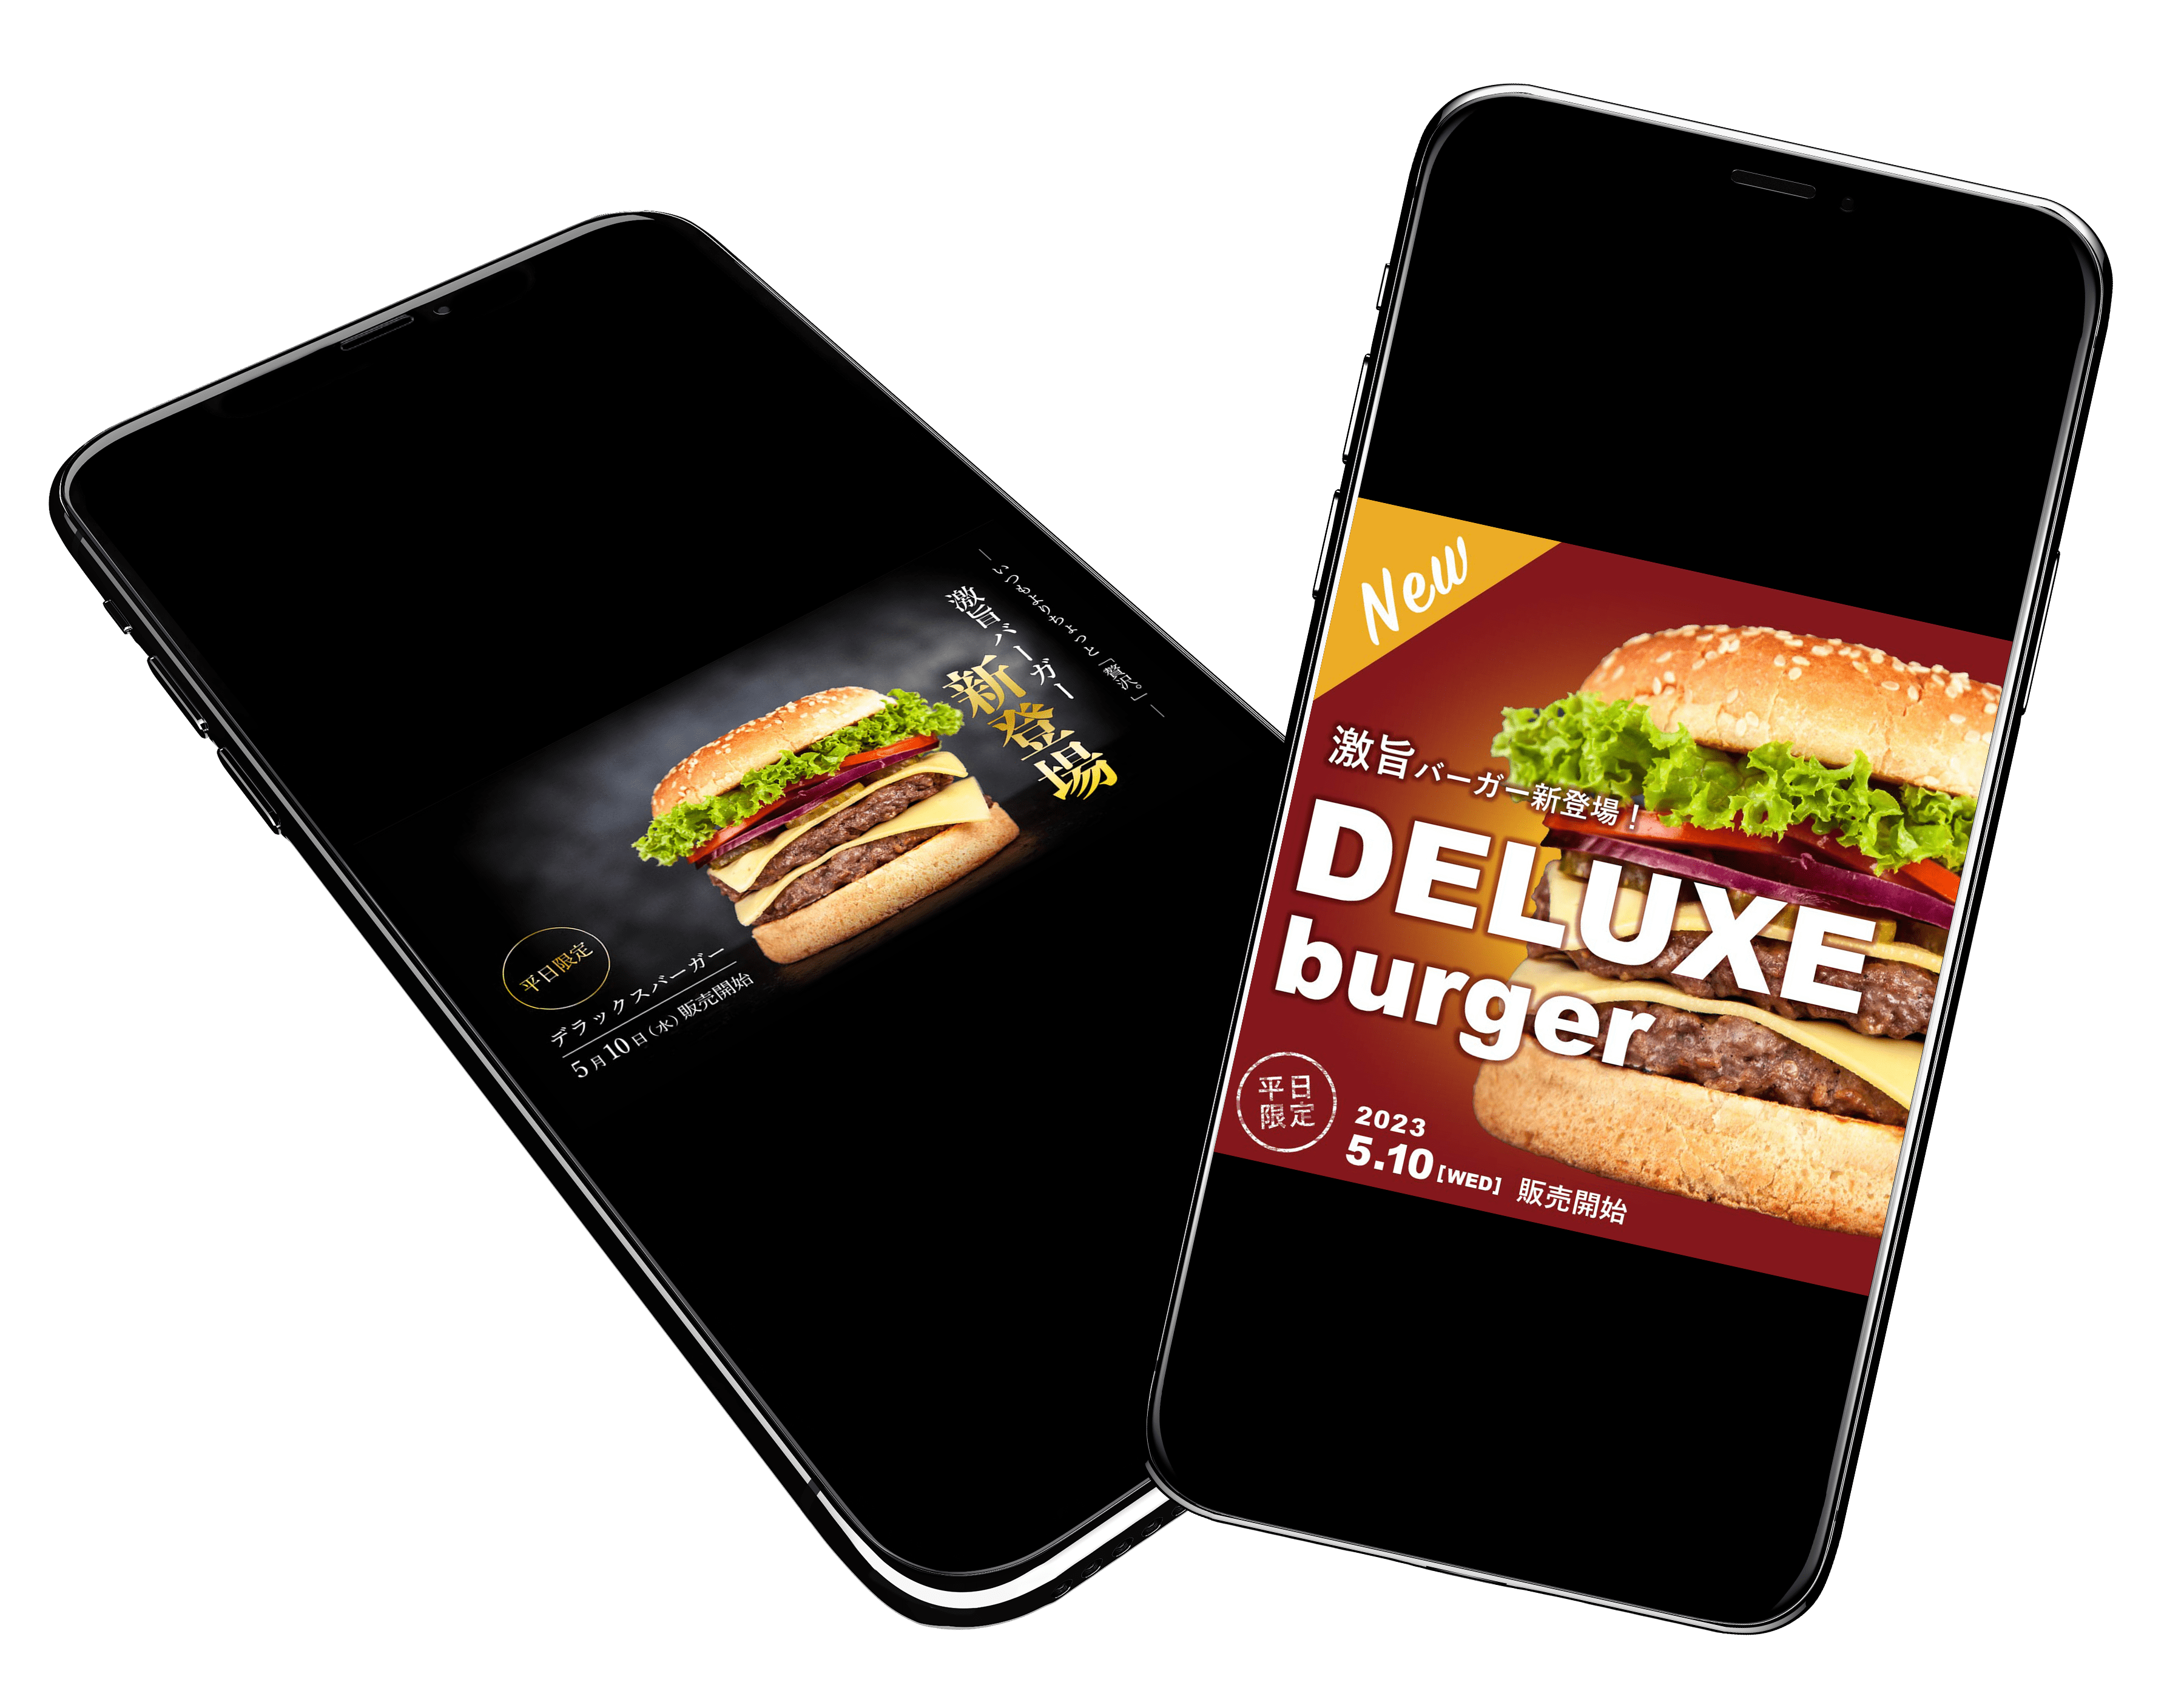 ―いつもよりちょっと「贅沢。」―
激旨バーガー
新登場
平日限定
デラックスバーガー
5月10日(水)販売開始
New
激旨バーガー新登場！
DELUXE
burger
平日
限定
2023
5.10[WED] 販売開始